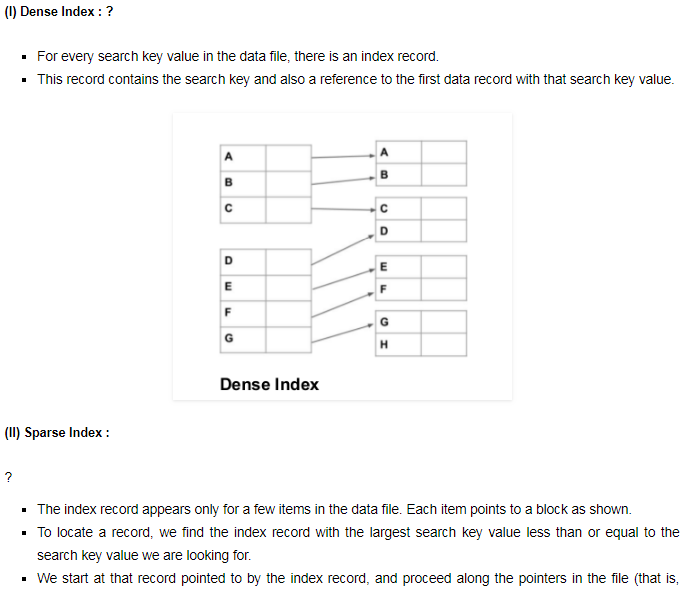 (I) Dense Index : ?
▪ For every search key value in the data file, there is an index record.
▪ This record contains the search key and also a reference to the first data record with that search key value.
A
B
C
D
E
F
G
A
B
C
D
E
F
G
H
Dense Index
(II) Sparse Index :
?
▪ The index record appears only for a few items in the data file. Each item points to a block as shown.
▪ To locate a record, we find the index record with the largest search key value less than or equal to the
search key value we are looking for.
▪ We start at that record pointed to by the index record, and proceed along the pointers in the file (that is,